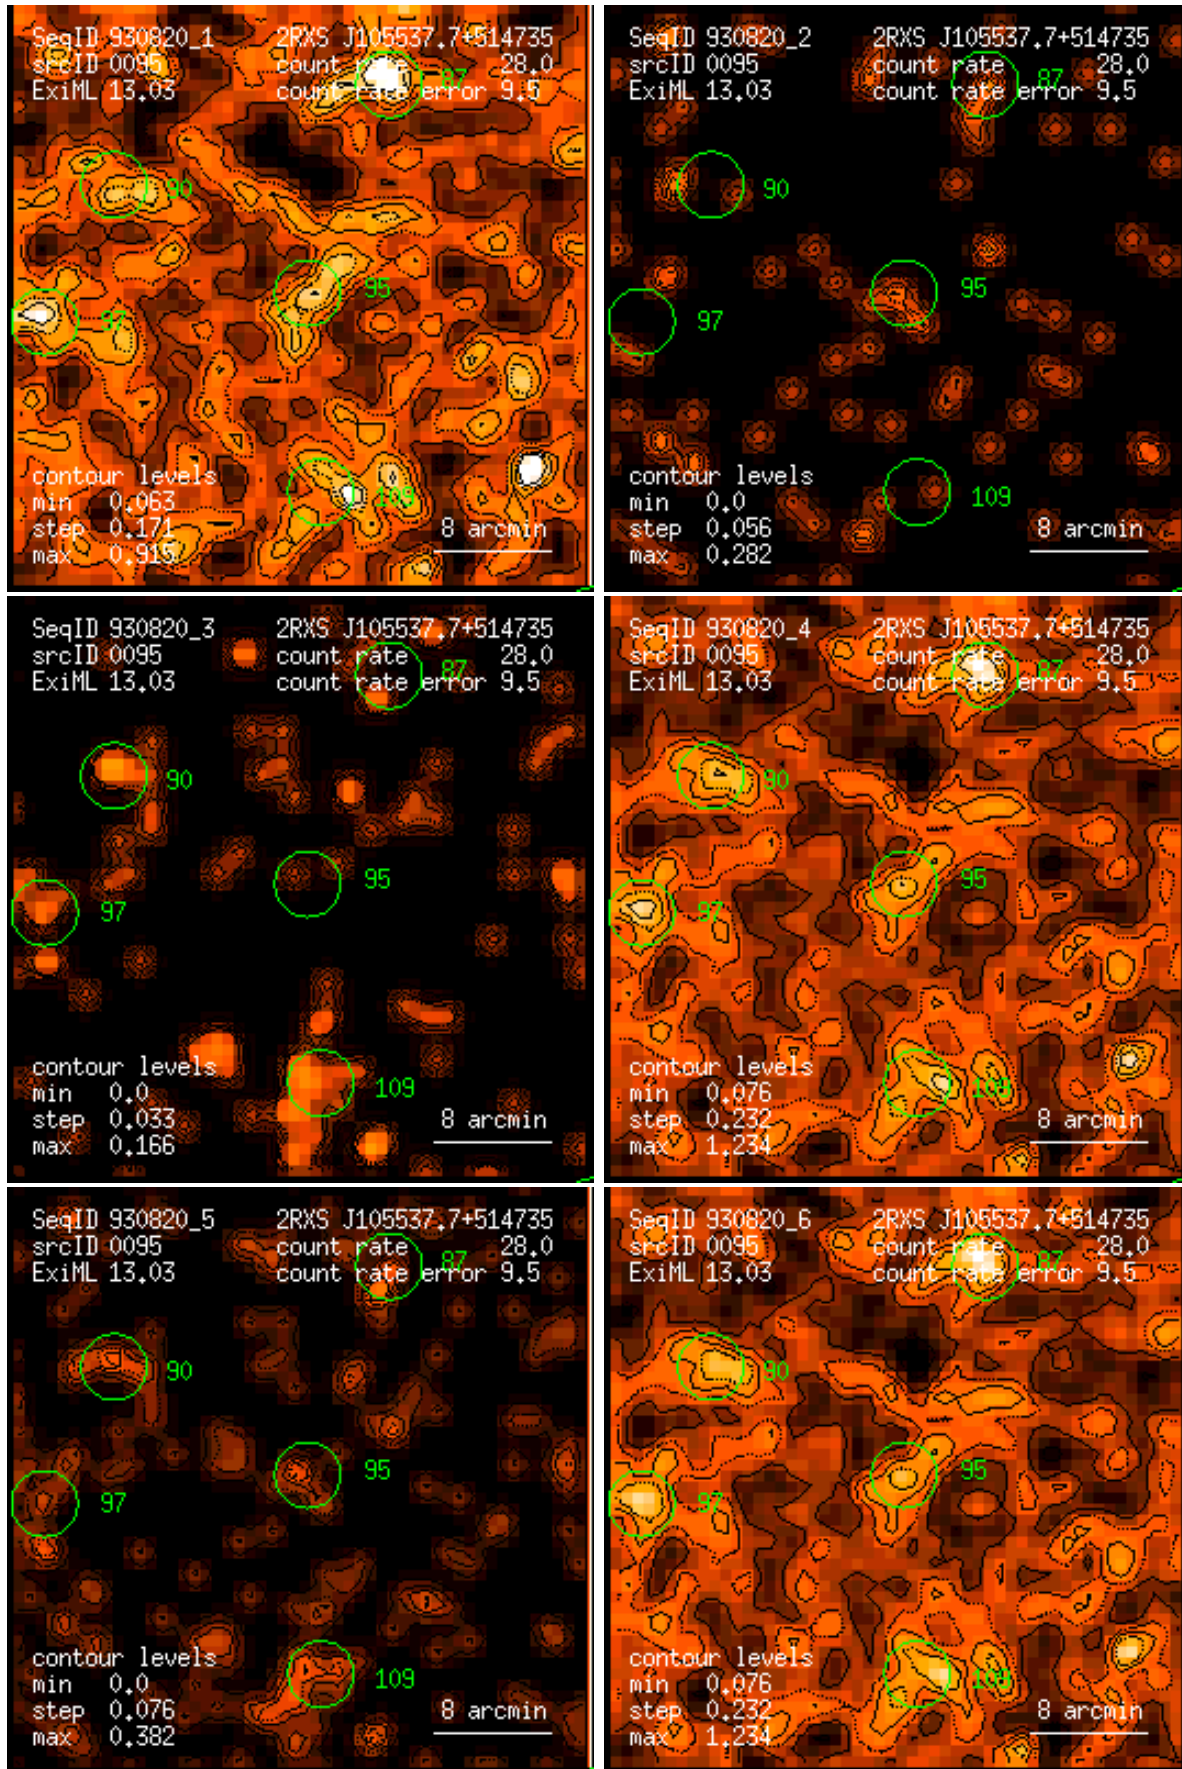 SeqID 930820_1 2RXS J105537.7+514735
srcID 0095 count rate 28.0
ExiML 13.03 count rate error 9.5
87
90
95
97
contour levels
min 0.063
109
step 0.171
8 arcmin
max 0.915
SeqID 930820_2 2RXS J105537.7+514735
srcID 0095 count rate 28.0
ExiML 13.03 count rate error 9.5
87
90
95
97
contour levels
min 0.0
109
step 0.056
8 arcmin
max 0.282
SeqID 930820_3 2RXS J105537.7+514735
srcID 0095 count rate 28.0
ExiML 13.03 count rate error 9.5
87
90
95
97
contour levels
min 0.0
109
step 0.033
8 arcmin
max 0.166
SeqID 930820_4 2RXS J105537.7+514735
srcID 0095 count rate 28.0
ExiML 13.03 count rate error 9.5
87
90
95
97
contour levels
min 0.076
109
step 0.232
8 arcmin
max 1.234
SeqID 930820_5 2RXS J105537.7+514735
srcID 0095 count rate 28.0
ExiML 13.03 count rate error 9.5
87
90
95
97
contour levels
min 0.0
109
step 0.076
8 arcmin
max 0.382
SeqID 930820_6 2RXS J105537.7+514735
srcID 0095 count rate 28.0
ExiML 13.03 count rate error 9.5
87
90
95
97
contour levels
min 0.076
109
step 0.232
8 arcmin
max 1.234